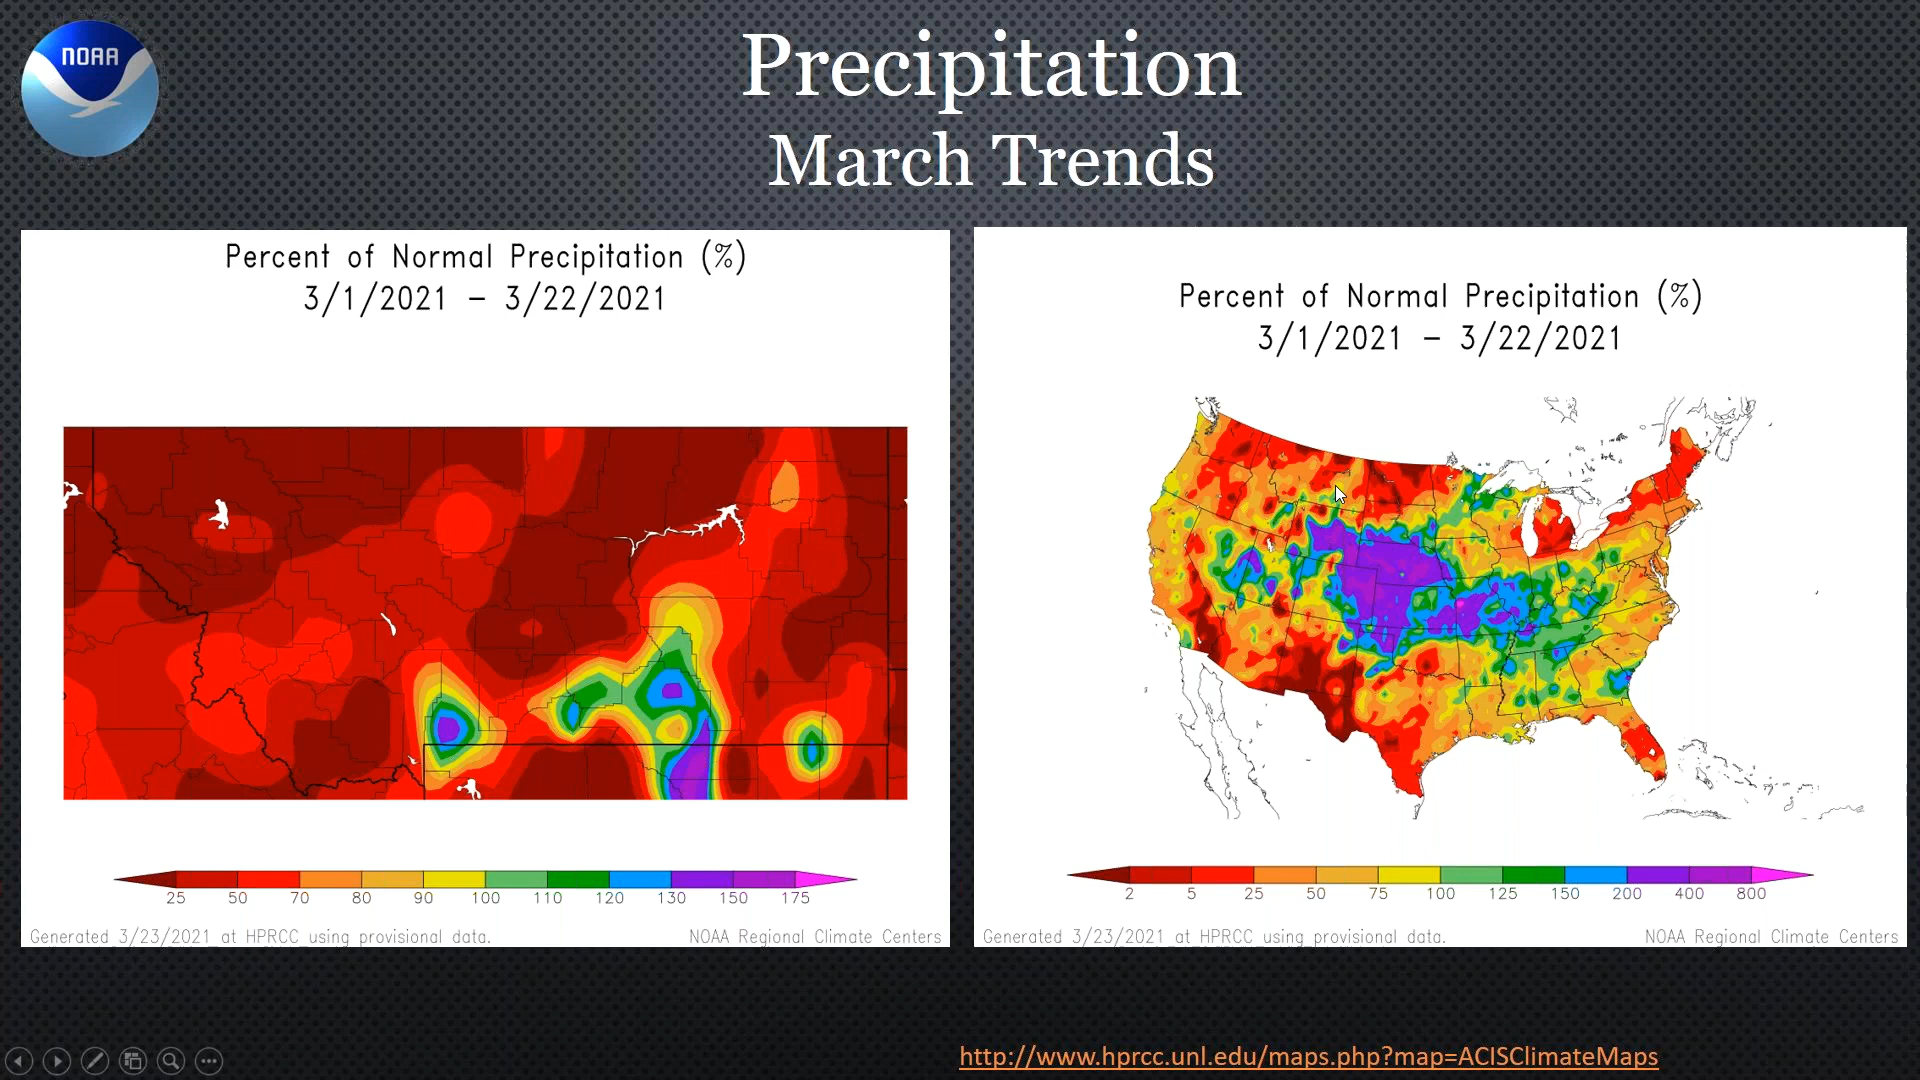 NOAA
Precipitation
March Trends
Percent of Normal Precipitation (%)
3/1/2021 – 3/22/2021
25 50 70 80 90 100 110 120 130 150 175
Generated 3/23/2021 at HPRCC using provisional data. NOAA Regional Climate Centers
Percent of Normal Precipitation (%)
3/1/2021 – 3/22/2021
2 5 25 50 75 100 125 150 200 400 800
Generated 3/23/2021 at HPRCC using provisional data. NOAA Regional Climate Centers
http://www.hprcc.unl.edu/maps.php?map=ACISClimateMaps